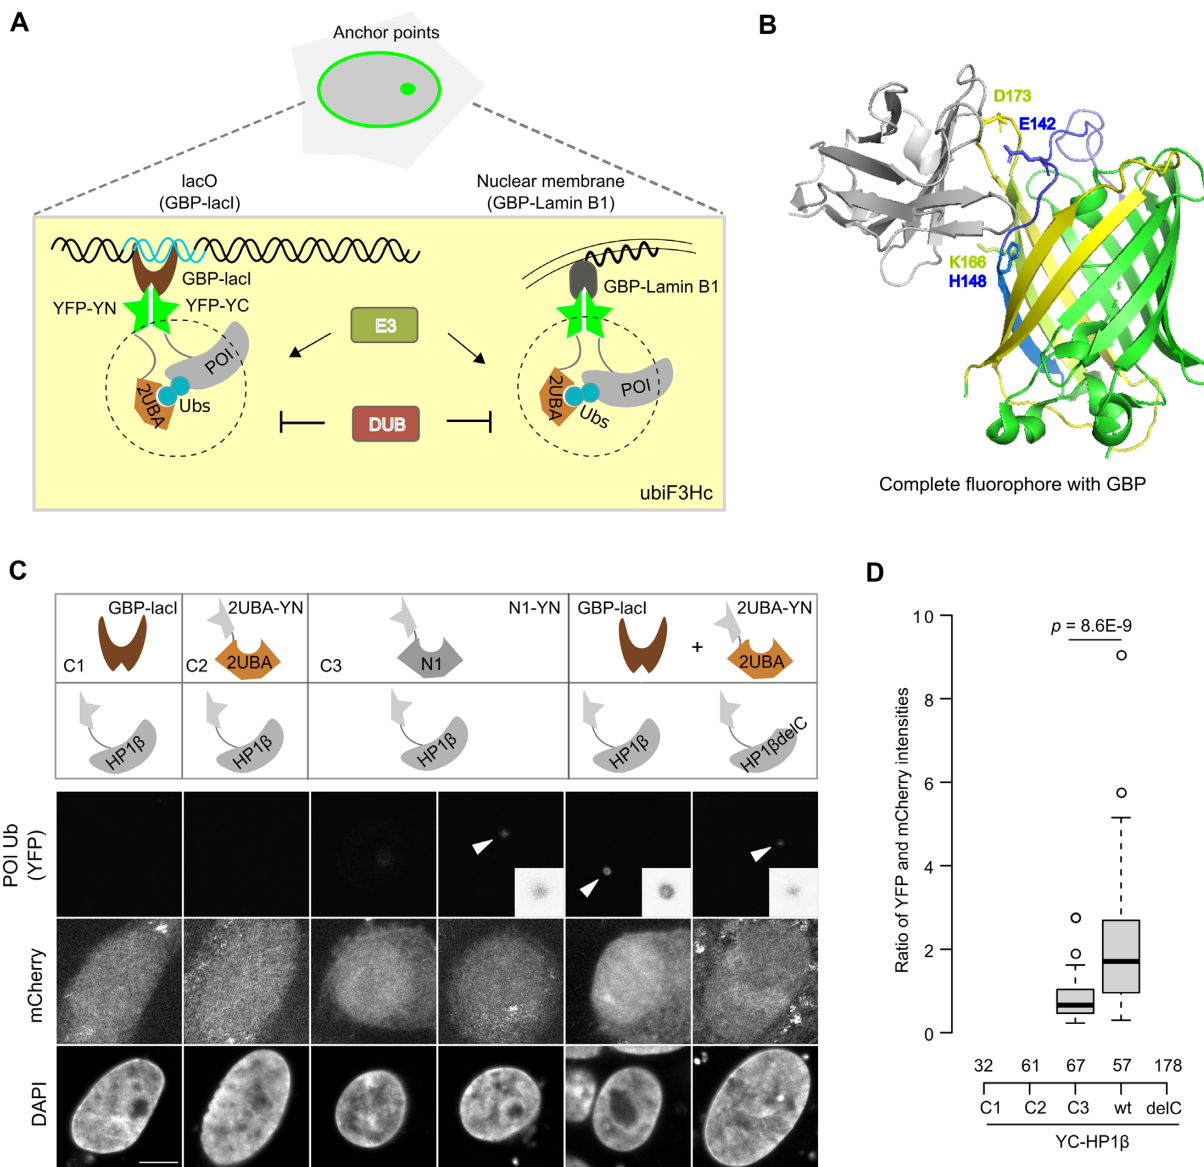 A
Anchor points
lacO
(GBP-lacI)
Nuclear membrane
(GBP-Lamin B1)
GBP-lacI
YFP-YN
YFP-YC
GBP-Lamin B1
E3
POI
2UBA
Ubs
POI
2UBA
Ubs
DUB
ubiF3Hc
B
D173
E142
K166
H148
Complete fluorophore with GBP
C
GBP-lacI
C1
2UBA-YN
C2
2UBA
N1-YN
C3
N1
GBP-lacI
+
2UBA-YN
2UBA
HP1β
HP1β
HP1β
HP1β
HP1βdelC
POI Ub
(YFP)
mCherry
DAPI
D
Ratio of YFP and mCherry intensities
10
8
6
4
2
0
p = 8.6E-9
32 61 67 57 178
C1 C2 C3 wt delC
YC-HP1β